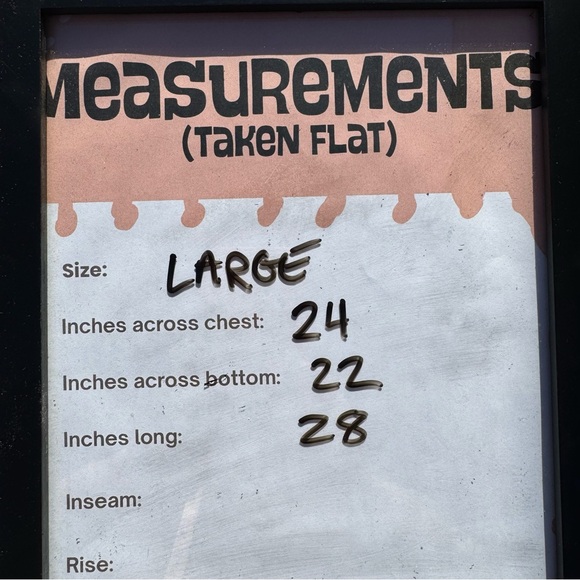 Measurements
(Taken Flat)
Size: LARGE
Inches across chest: 24
Inches across bottom: 22
Inches long: 28
Inseam:
Rise: